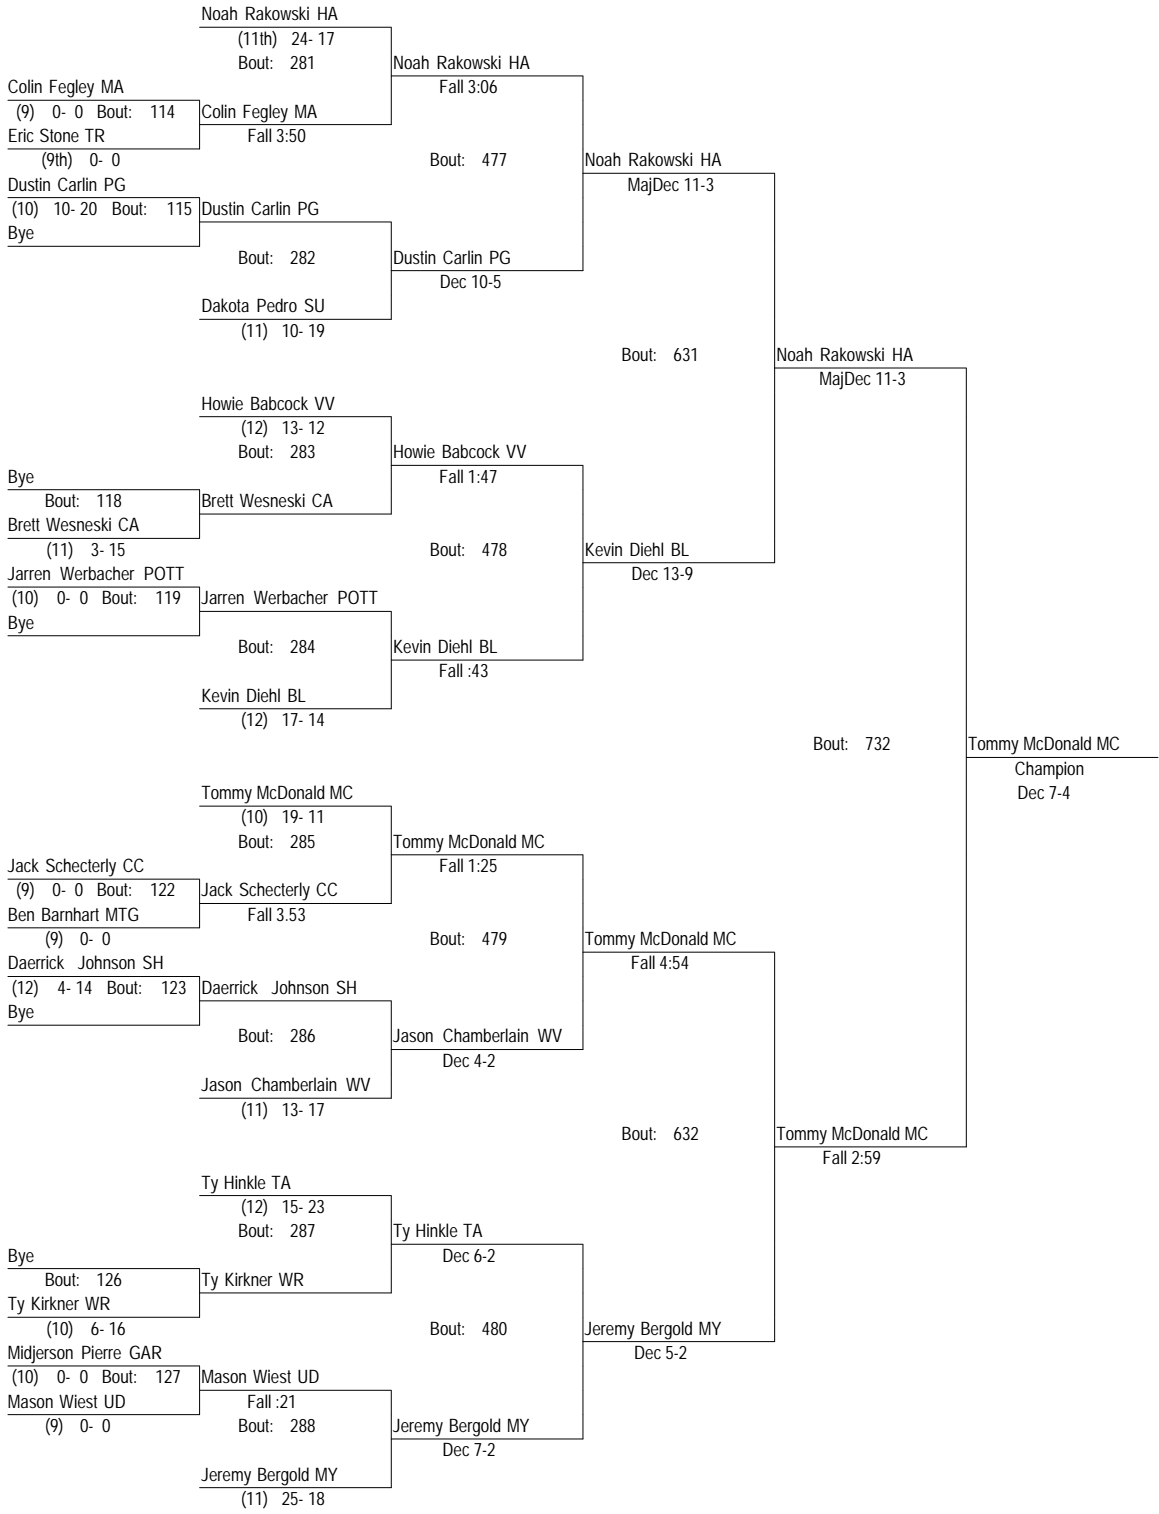 Noah Rakowski HA
(11th) 24- 17
Bout: 281
Noah Rakowski HA
Fall 3:06
Colin Fegley MA
(9) 0- 0 Bout: 114
Colin Fegley MA
Fall 3:50
Eric Stone TR
(9th) 0- 0
Bout: 477
Noah Rakowski HA
MajDec 11-3
Dustin Carlin PG
(10) 10- 20 Bout: 115
Dustin Carlin PG
Bye
Bout: 282
Dustin Carlin PG
Dec 10-5
Dakota Pedro SU
(11) 10- 19
Bout: 631
Noah Rakowski HA
MajDec 11-3
Howie Babcock VV
(12) 13- 12
Bout: 283
Howie Babcock VV
Fall 1:47
Bye
Bout: 118
Brett Wesneski CA
Brett Wesneski CA
(11) 3- 15
Bout: 478
Kevin Diehl BL
Dec 13-9
Jarren Werbacher POTT
(10) 0- 0 Bout: 119
Jarren Werbacher POTT
Bye
Bout: 284
Kevin Diehl BL
Fall :43
Kevin Diehl BL
(12) 17- 14
Bout: 732
Tommy McDonald MC
Champion
Dec 7-4
Tommy McDonald MC
(10) 19- 11
Bout: 285
Tommy McDonald MC
Fall 1:25
Jack Schecterly CC
(9) 0- 0 Bout: 122
Jack Schecterly CC
Fall 3.53
Ben Barnhart MTG
(9) 0- 0
Bout: 479
Tommy McDonald MC
Fall 4:54
Daerrick Johnson SH
(12) 4- 14 Bout: 123
Daerrick Johnson SH
Bye
Bout: 286
Jason Chamberlain WV
Dec 4-2
Jason Chamberlain WV
(11) 13- 17
Bout: 632
Tommy McDonald MC
Fall 2:59
Ty Hinkle TA
(12) 15- 23
Bout: 287
Ty Hinkle TA
Dec 6-2
Bye
Bout: 126
Ty Kirkner WR
Ty Kirkner WR
(10) 6- 16
Bout: 480
Jeremy Bergold MY
Dec 5-2
Midjerson Pierre GAR
(10) 0- 0 Bout: 127
Mason Wiest UD
Fall :21
Mason Wiest UD
(9) 0- 0
Bout: 288
Jeremy Bergold MY
Dec 7-2
Jeremy Bergold MY
(11) 25- 18